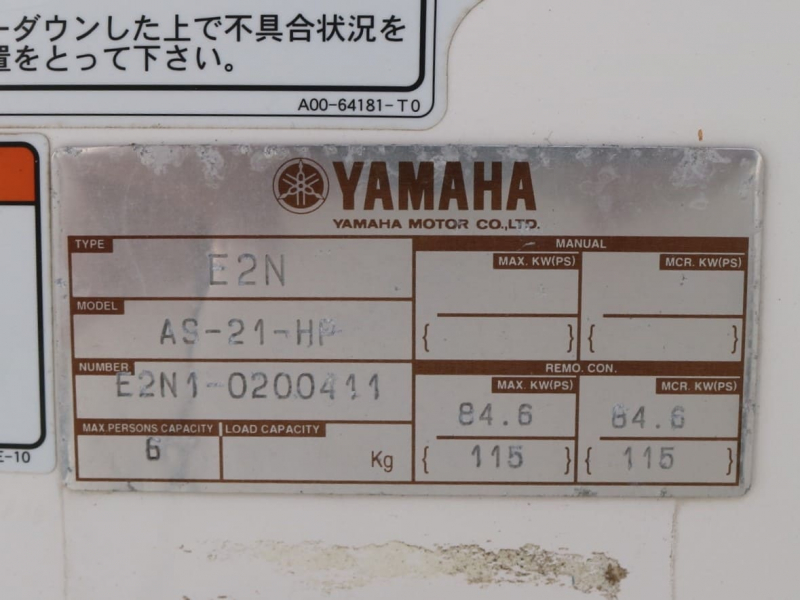 ーダウンした上で不具合状況を
置をとって下さい。
A00-64181-T0
E-10
YAMAHA
YAMAHA MOTOR CO.,LTD.
TYPE
E2N
MODEL
AS-21-HP
NUMBER
E2N1-0200411
MAX.PERSONS CAPACITY
6
LOAD CAPACITY
Kg
MANUAL
MAX. KW(PS)
MCR. KW(PS)
{ }
{ }
REMO. CON.
MAX. KW(PS)
MCR. KW(PS)
84.6
84.6
{ 115 }
{ 115 }